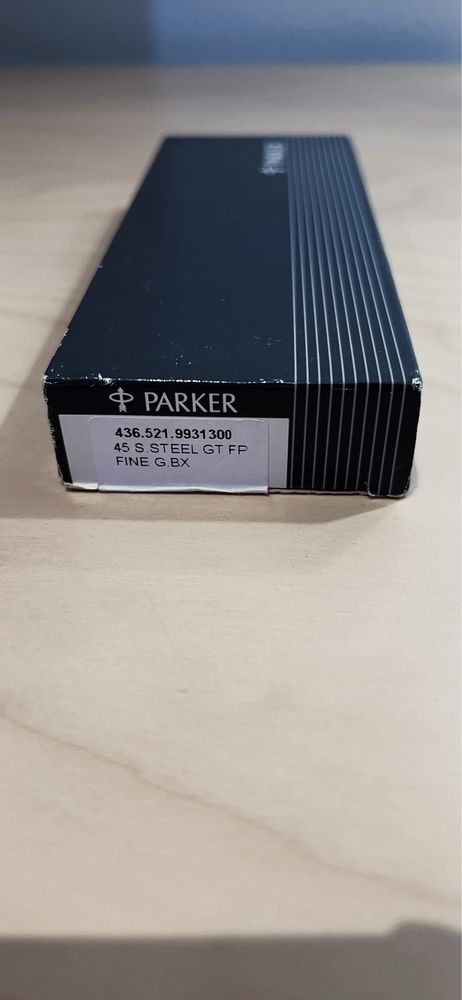 PARKER
436.521.9931300
45 S.STEEL GT FP
FINE G.BX